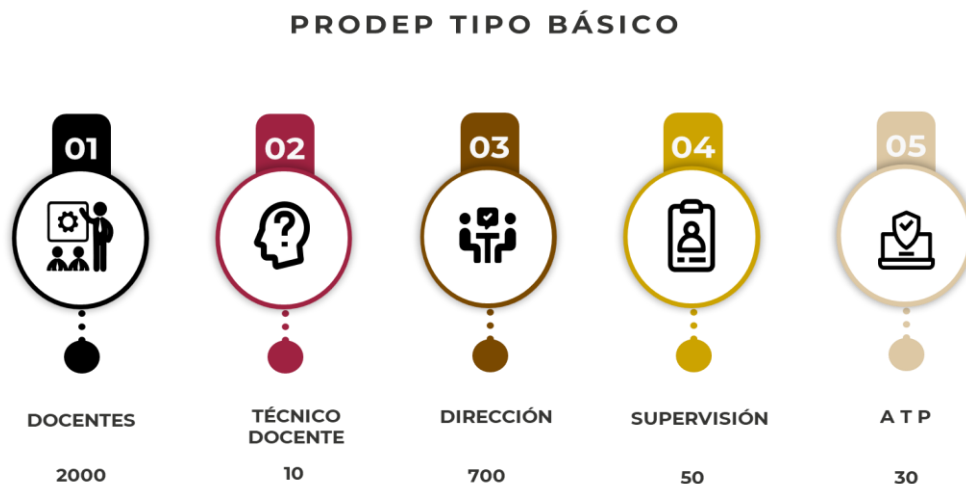 PRODEP TIPO BÁSICO
01
02
03
04
05
?
DOCENTES
TÉCNICO
DOCENTE
DIRECCIÓN
SUPERVISIÓN
A T P
2000
10
700
50
30